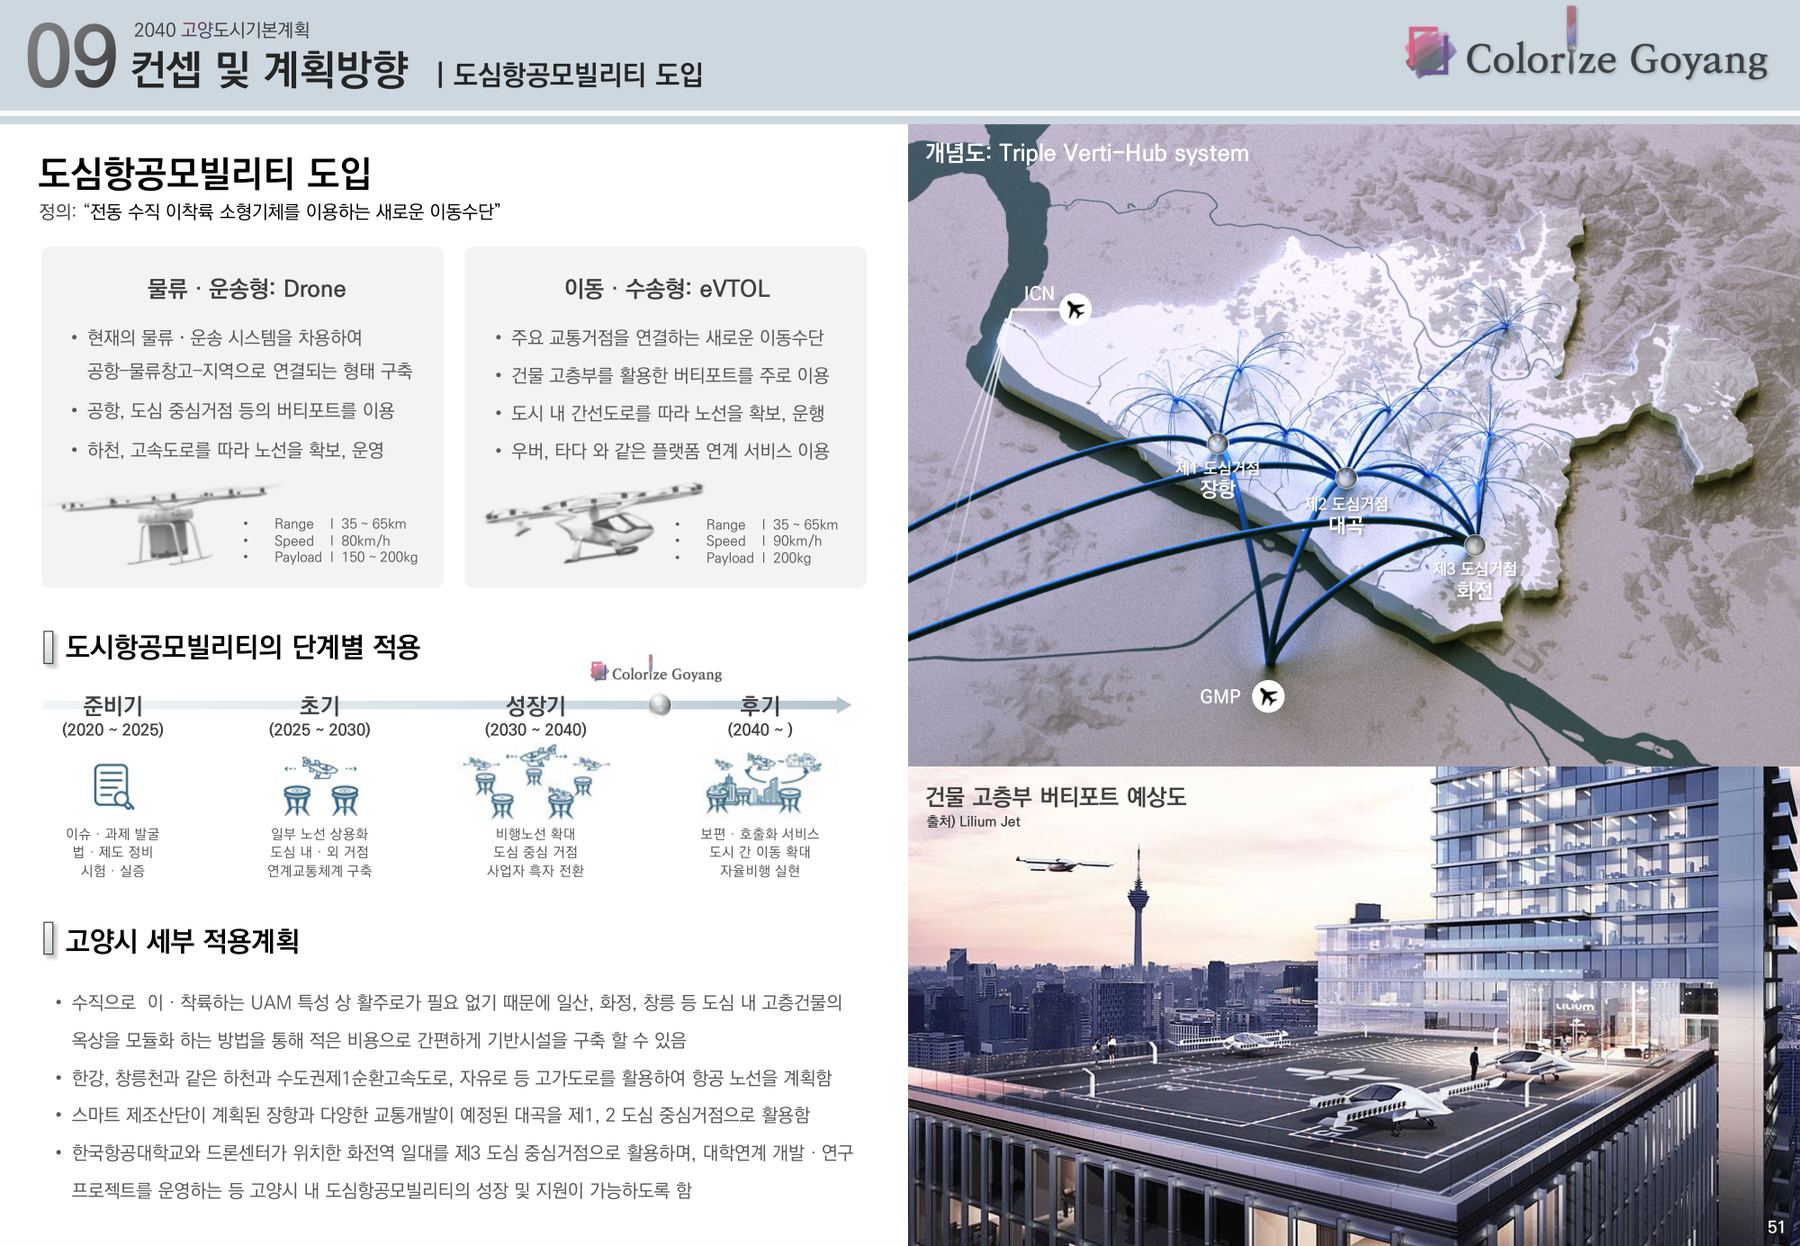 09
2040 고양도시기본계획
컨셉 및 계획방향 | 도심항공모빌리티 도입
Colorize Goyang
도심항공모빌리티 도입
정의: “전동 수직 이착륙 소형기체를 이용하는 새로운 이동수단”
물류 · 운송형: Drone
• 현재의 물류 · 운송 시스템을 차용하여
공항-물류창고-지역으로 연결되는 형태 구축
• 공항, 도심 중심거점 등의 버티포트를 이용
• 하천, 고속도로를 따라 노선을 확보, 운영
• Range | 35 ~ 65km
• Speed | 80km/h
• Payload | 150 ~ 200kg
이동 · 수송형: eVTOL
• 주요 교통거점을 연결하는 새로운 이동수단
• 건물 고층부를 활용한 버티포트를 주로 이용
• 도시 내 간선도로를 따라 노선을 확보, 운행
• 우버, 타다 와 같은 플랫폼 연계 서비스 이용
• Range | 35 ~ 65km
• Speed | 90km/h
• Payload | 200kg
도시항공모빌리티의 단계별 적용
Colorize Goyang
준비기
(2020 ~ 2025)
이슈 · 과제 발굴
법 · 제도 정비
시험 · 실증
초기
(2025 ~ 2030)
일부 노선 상용화
도심 내 · 외 거점
연계교통체계 구축
성장기
(2030 ~ 2040)
비행노선 확대
도심 중심 거점
사업자 흑자 전환
후기
(2040 ~ )
보편 · 호출화 서비스
도시 간 이동 확대
자율비행 실현
고양시 세부 적용계획
• 수직으로 이 · 착륙하는 UAM 특성 상 활주로가 필요 없기 때문에 일산, 화정, 창릉 등 도심 내 고층건물의
옥상을 모듈화 하는 방법을 통해 적은 비용으로 간편하게 기반시설을 구축 할 수 있음
• 한강, 창릉천과 같은 하천과 수도권제1순환고속도로, 자유로 등 고가도로를 활용하여 항공 노선을 계획함
• 스마트 제조산단이 계획된 장항과 다양한 교통개발이 예정된 대곡을 제1, 2 도심 중심거점으로 활용함
• 한국항공대학교와 드론센터가 위치한 화전역 일대를 제3 도심 중심거점으로 활용하며, 대학연계 개발 · 연구
프로젝트를 운영하는 등 고양시 내 도심항공모빌리티의 성장 및 지원이 가능하도록 함
개념도: Triple Verti-Hub system
ICN
제1 도심거점
장항
제2 도심거점
대곡
제3 도심거점
화전
GMP
건물 고층부 버티포트 예상도
출처) Lilium Jet
LILIUM
51